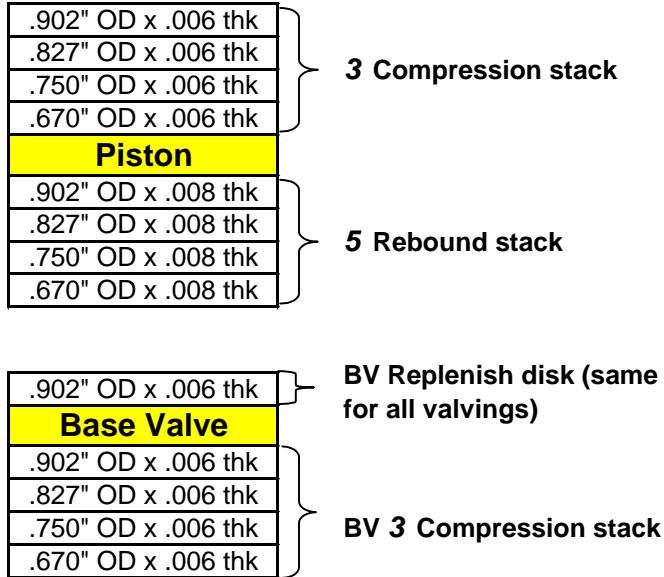 .902" OD x .006 thk
.827" OD x .006 thk
.750" OD x .006 thk
.670" OD x .006 thk
3 Compression stack
Piston
.902" OD x .008 thk
.827" OD x .008 thk
.750" OD x .008 thk
.670" OD x .008 thk
5 Rebound stack
.902" OD x .006 thk
BV Replenish disk (same
for all valvings)
Base Valve
.902" OD x .006 thk
.827" OD x .006 thk
.750" OD x .006 thk
.670" OD x .006 thk
BV 3 Compression stack